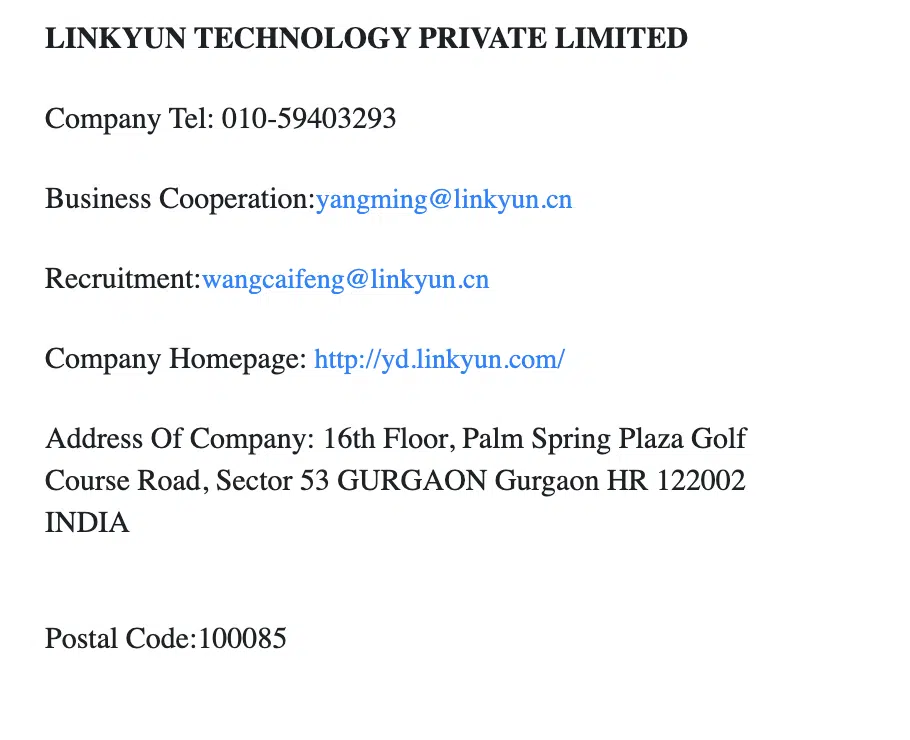 LINKYUN TECHNOLOGY PRIVATE LIMITED
Company Tel: 010-59403293
Business Cooperation:yangming@linkyun.cn
Recruitment:wangcaifeng@linkyun.cn
Company Homepage: http://yd.linkyun.com/
Address Of Company: 16th Floor, Palm Spring Plaza Golf
Course Road, Sector 53 GURGAON Gurgaon HR 122002
INDIA
Postal Code:100085